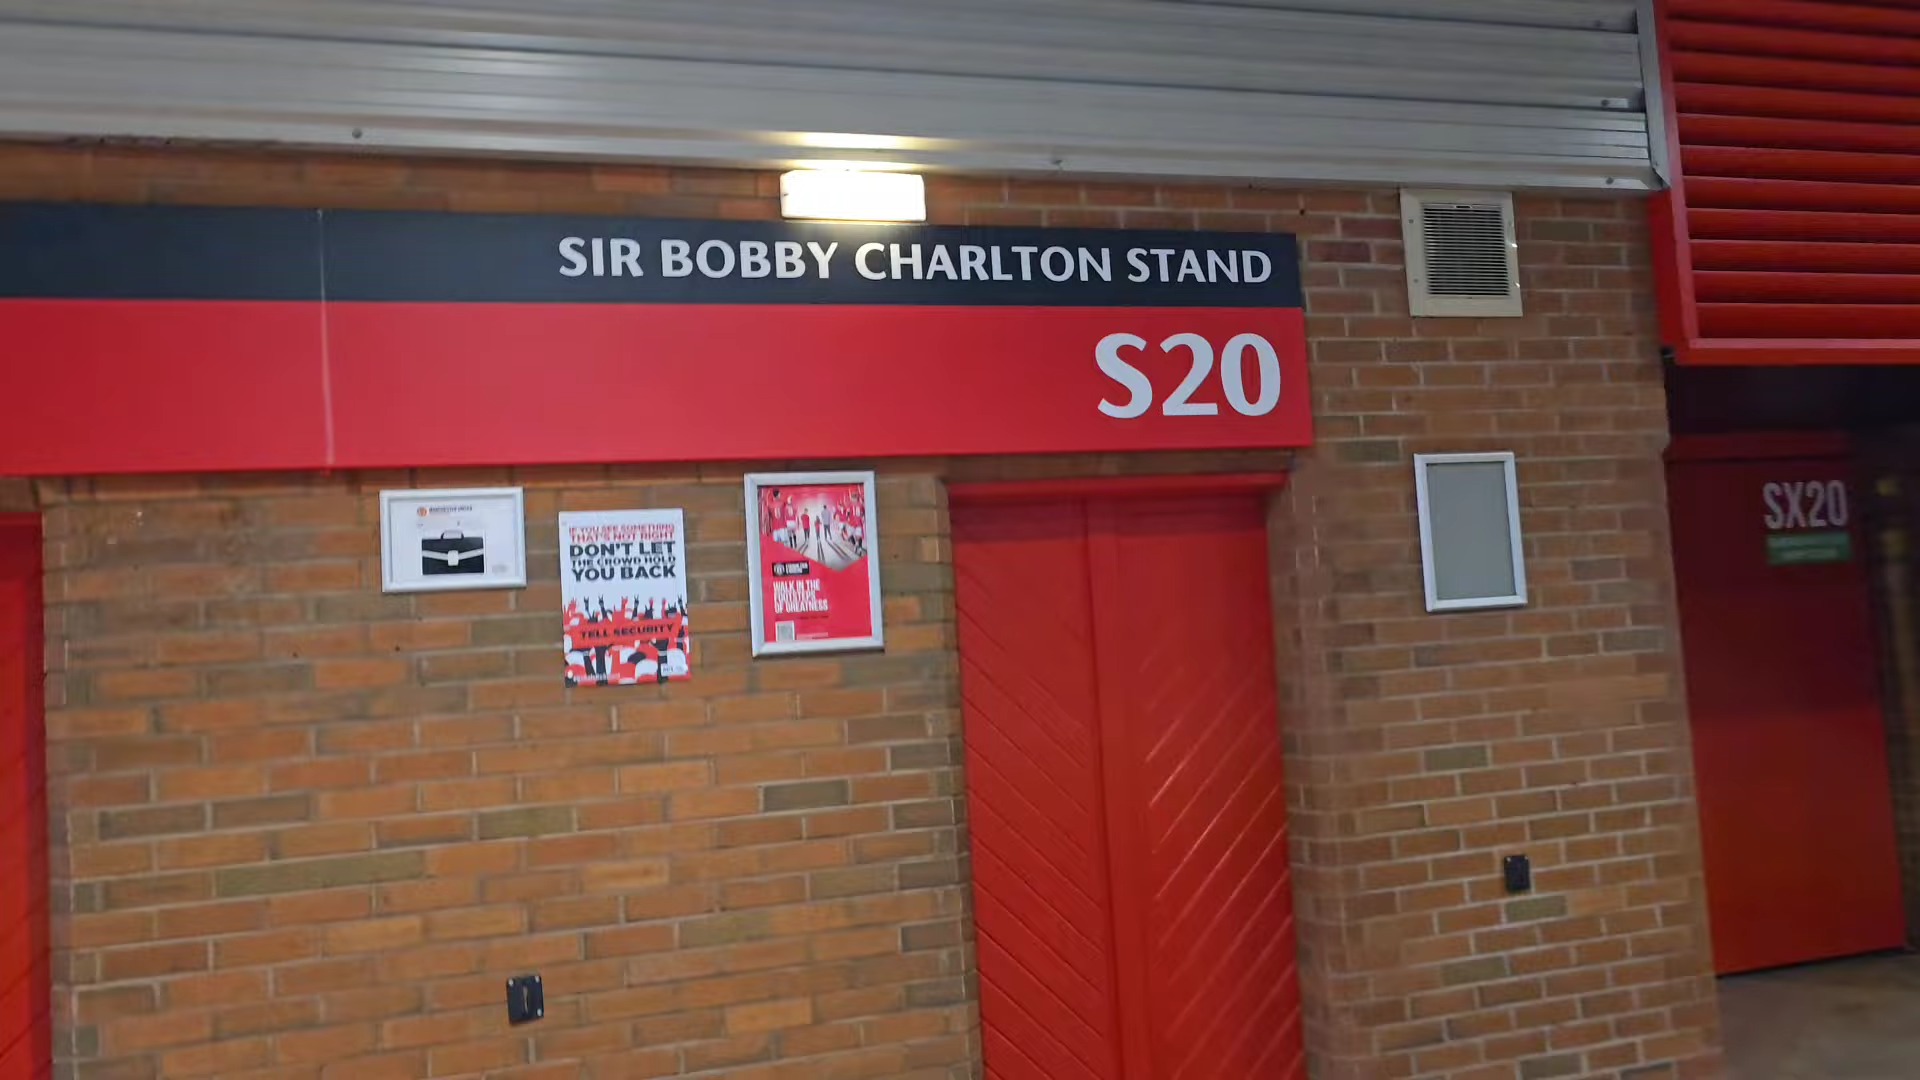 SIR BOBBY CHARLTON STAND
S20
SX20
IF YOU SEE SOMETHING
THAT'S NOT RIGHT
DON'T LET
THE CROWD HOLD
YOU BACK
TELL SECURITY
WALK IN THE
FOOTSTEPS
OF GREATNESS